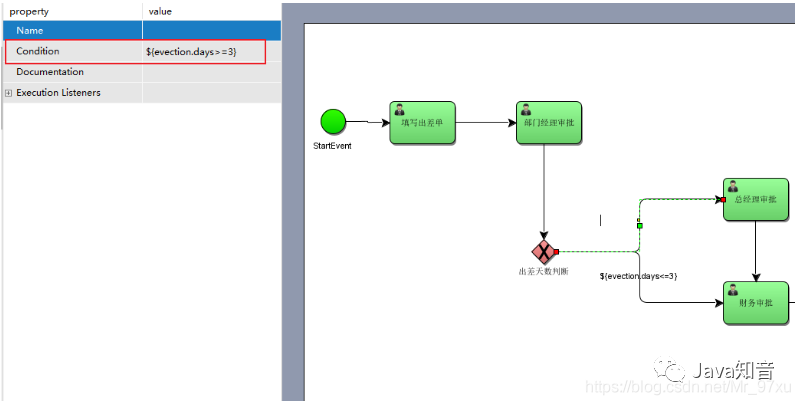 property value
Name
Condition ${evection.days>=3}
Documentation
Execution Listeners
StartEvent
填写出差单
部门经理审批
总经理审批
出差天数判断
${evection.days<=3}
财务审批
Java知音
https://blog.csdn.net/Mr_97xu